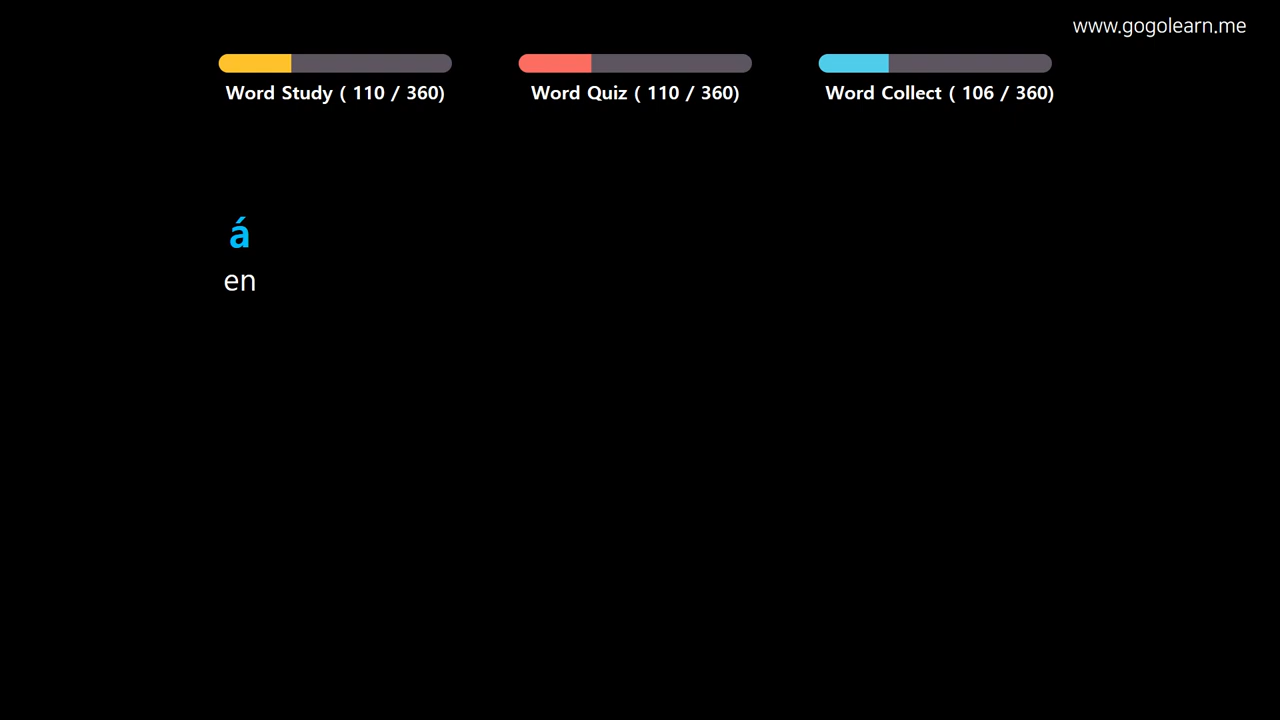 www.gogolearn.me
Word Study ( 110 / 360)
Word Quiz ( 110 / 360)
Word Collect ( 106 / 360)
á
en